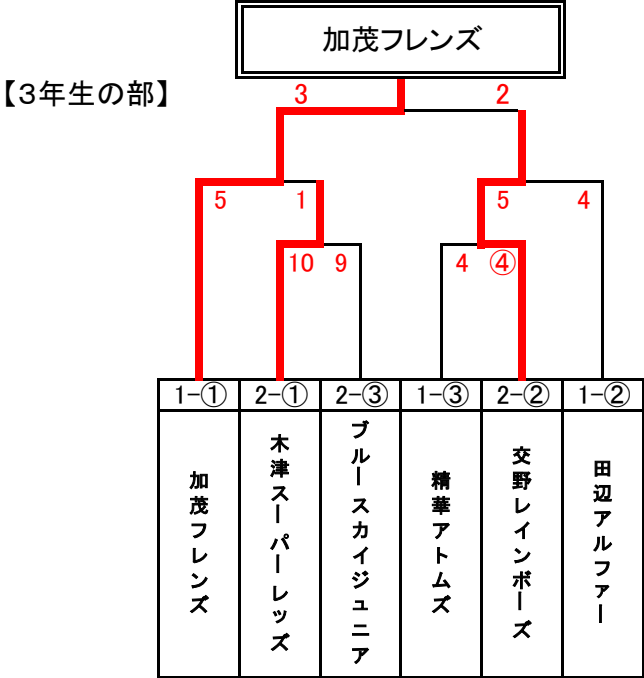 加茂フレンズ
【3年生の部】
3 2
5 1 5 4
10 9 4 ④
1-① 2-① 2-③ 1-③ 2-② 1-②
加茂フレンズ
木津スーパーレッズ
ブルースカイジュニア
精華アトムズ
交野レインボーズ
田辺アルファー